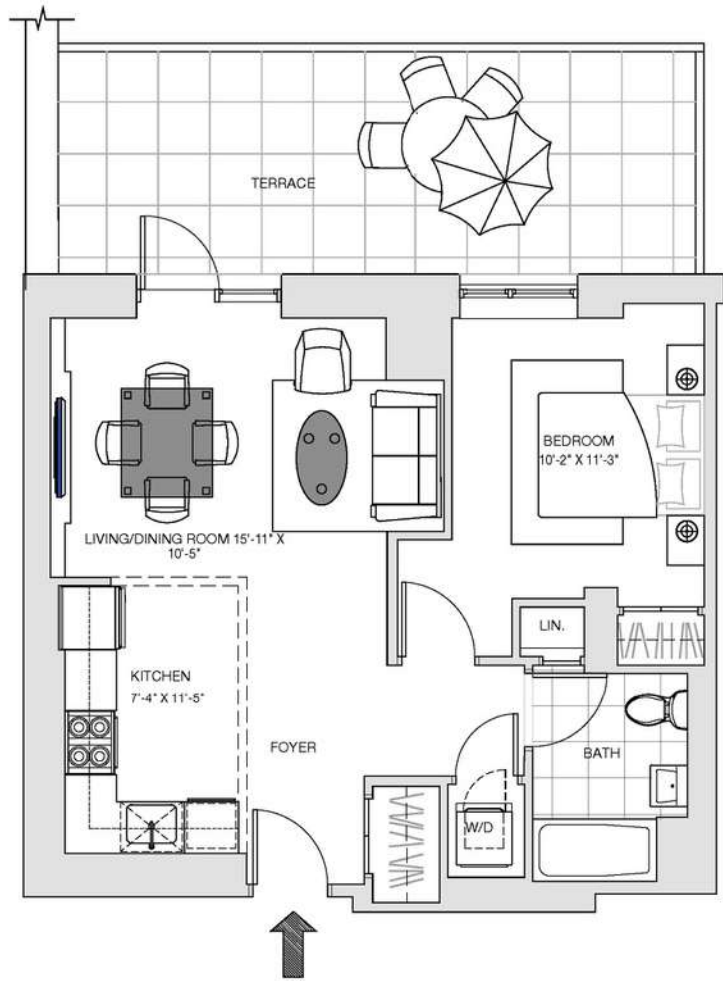 TERRACE
BEDROOM
10'-2" X 11'-3"
LIVING/DINING ROOM 15'-11" X
10'-5"
LIN.
KITCHEN
7'-4" X 11'-5"
FOYER
BATH
W/D